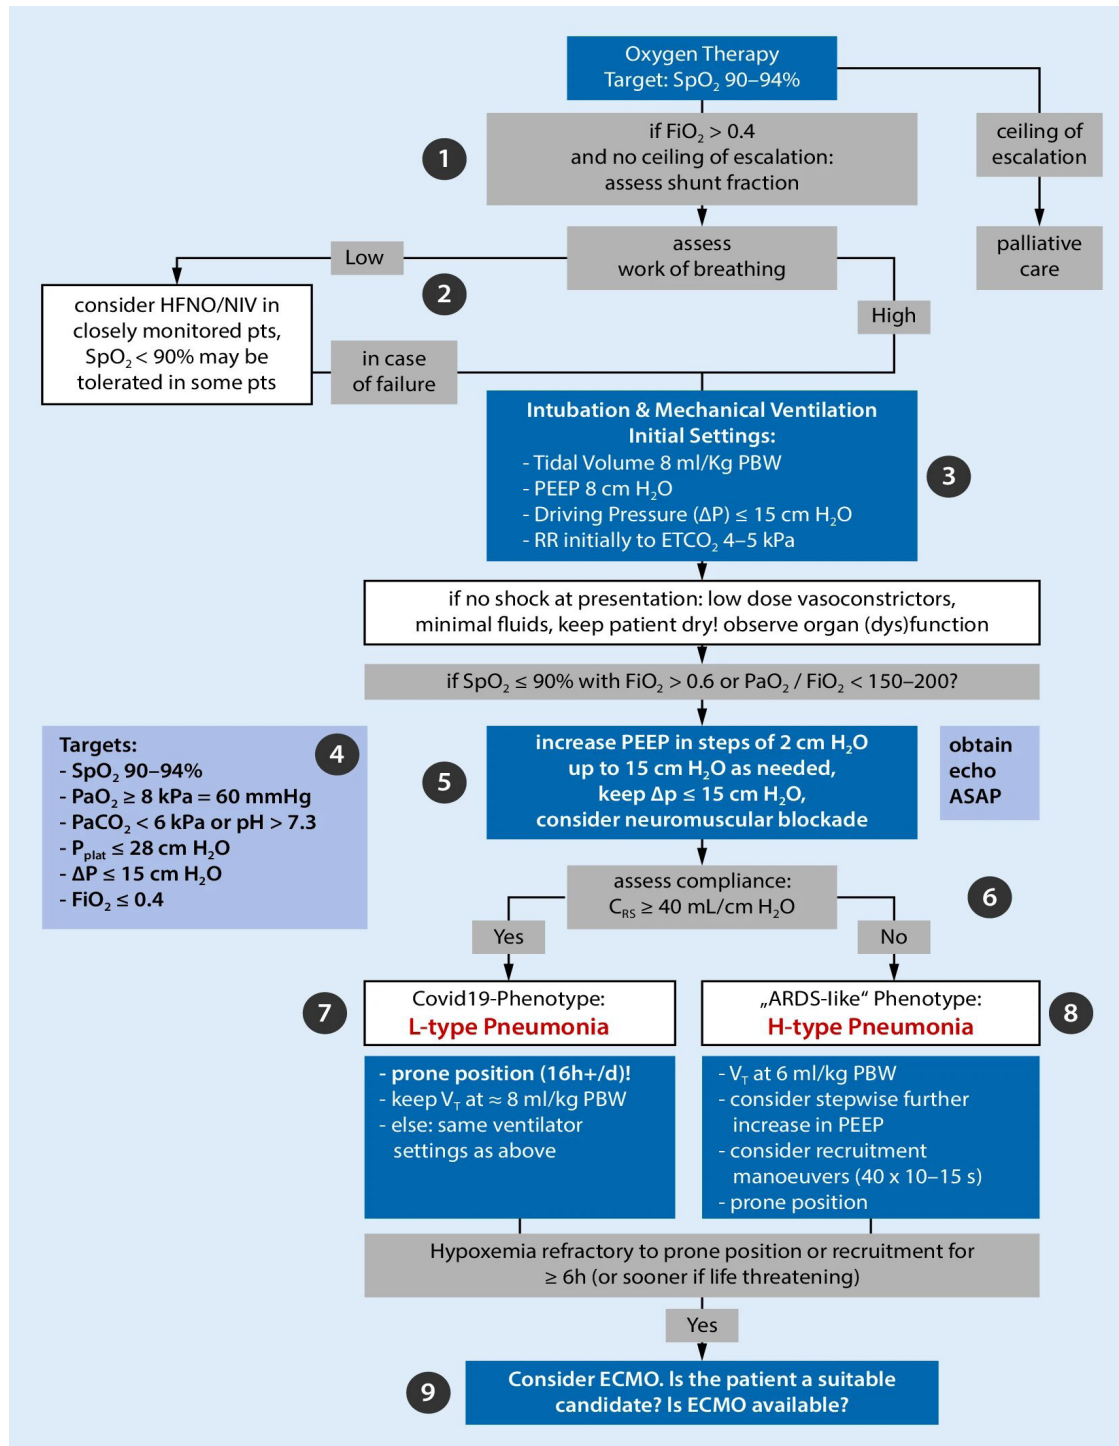 Oxygen Therapy
Target: SpO₂ 90–94%
1
if FiO₂ > 0.4
and no ceiling of escalation:
assess shunt fraction
ceiling of
escalation
assess
work of breathing
palliative
care
Low
2
High
consider HFNO/NIV in
closely monitored pts,
SpO₂ < 90% may be
tolerated in some pts
in case
of failure
Intubation & Mechanical Ventilation
Initial Settings:
- Tidal Volume 8 ml/Kg PBW
- PEEP 8 cm H₂O
- Driving Pressure (ΔP) ≤ 15 cm H₂O
- RR initially to ETCO₂ 4–5 kPa
3
if no shock at presentation: low dose vasoconstrictors,
minimal fluids, keep patient dry! observe organ (dys)function
if SpO₂ ≤ 90% with FiO₂ > 0.6 or PaO₂ / FiO₂ < 150–200?
Targets:
- SpO₂ 90–94%
- PaO₂ ≥ 8 kPa = 60 mmHg
- PaCO₂ < 6 kPa or pH > 7.3
- Pplat ≤ 28 cm H₂O
- ΔP ≤ 15 cm H₂O
- FiO₂ ≤ 0.4
4
5
increase PEEP in steps of 2 cm H₂O
up to 15 cm H₂O as needed,
keep Δp ≤ 15 cm H₂O,
consider neuromuscular blockade
obtain
echo
ASAP
assess compliance:
CRS ≥ 40 mL/cm H₂O
6
Yes
No
7
Covid19-Phenotype:
L-type Pneumonia
„ARDS-like“ Phenotype:
H-type Pneumonia
8
- prone position (16h+/d)!
- keep VT at ≈ 8 ml/kg PBW
- else: same ventilator
settings as above
- VT at 6 ml/kg PBW
- consider stepwise further
increase in PEEP
- consider recruitment
manoeuvers (40 x 10–15 s)
- prone position
Hypoxemia refractory to prone position or recruitment for
≥ 6h (or sooner if life threatening)
Yes
9
Consider ECMO. Is the patient a suitable
candidate? Is ECMO available?